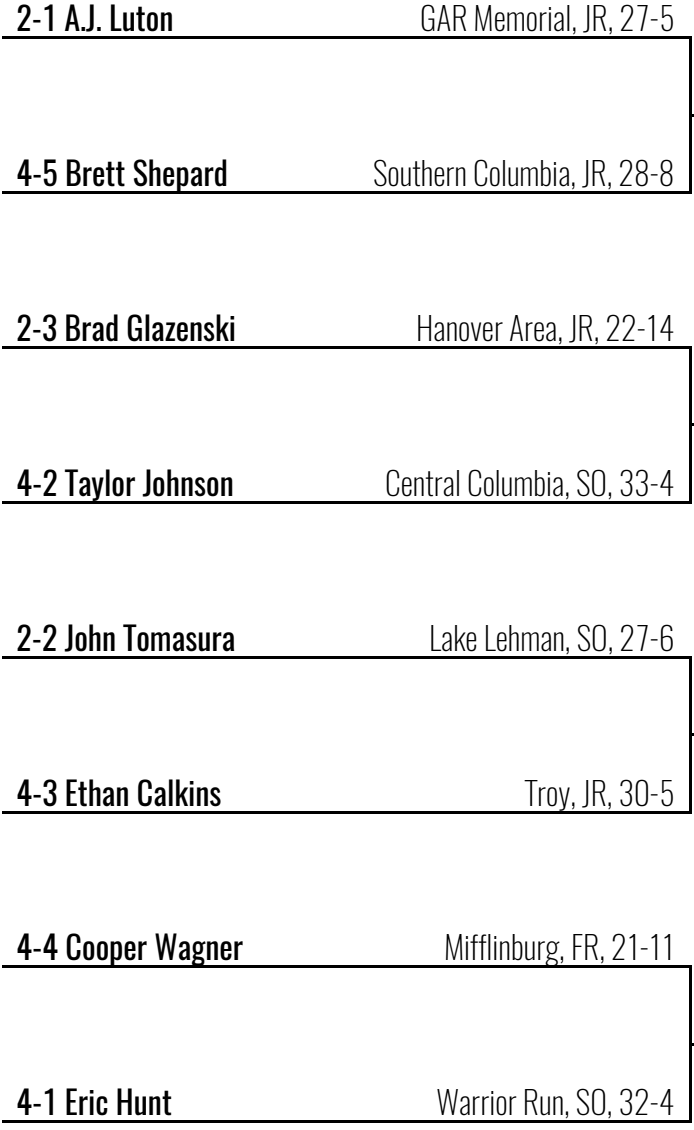 2-1 A.J. Luton GAR Memorial, JR, 27-5
4-5 Brett Shepard Southern Columbia, JR, 28-8
2-3 Brad Glazenski Hanover Area, JR, 22-14
4-2 Taylor Johnson Central Columbia, SO, 33-4
2-2 John Tomasura Lake Lehman, SO, 27-6
4-3 Ethan Calkins Troy, JR, 30-5
4-4 Cooper Wagner Mifflinburg, FR, 21-11
4-1 Eric Hunt Warrior Run, SO, 32-4